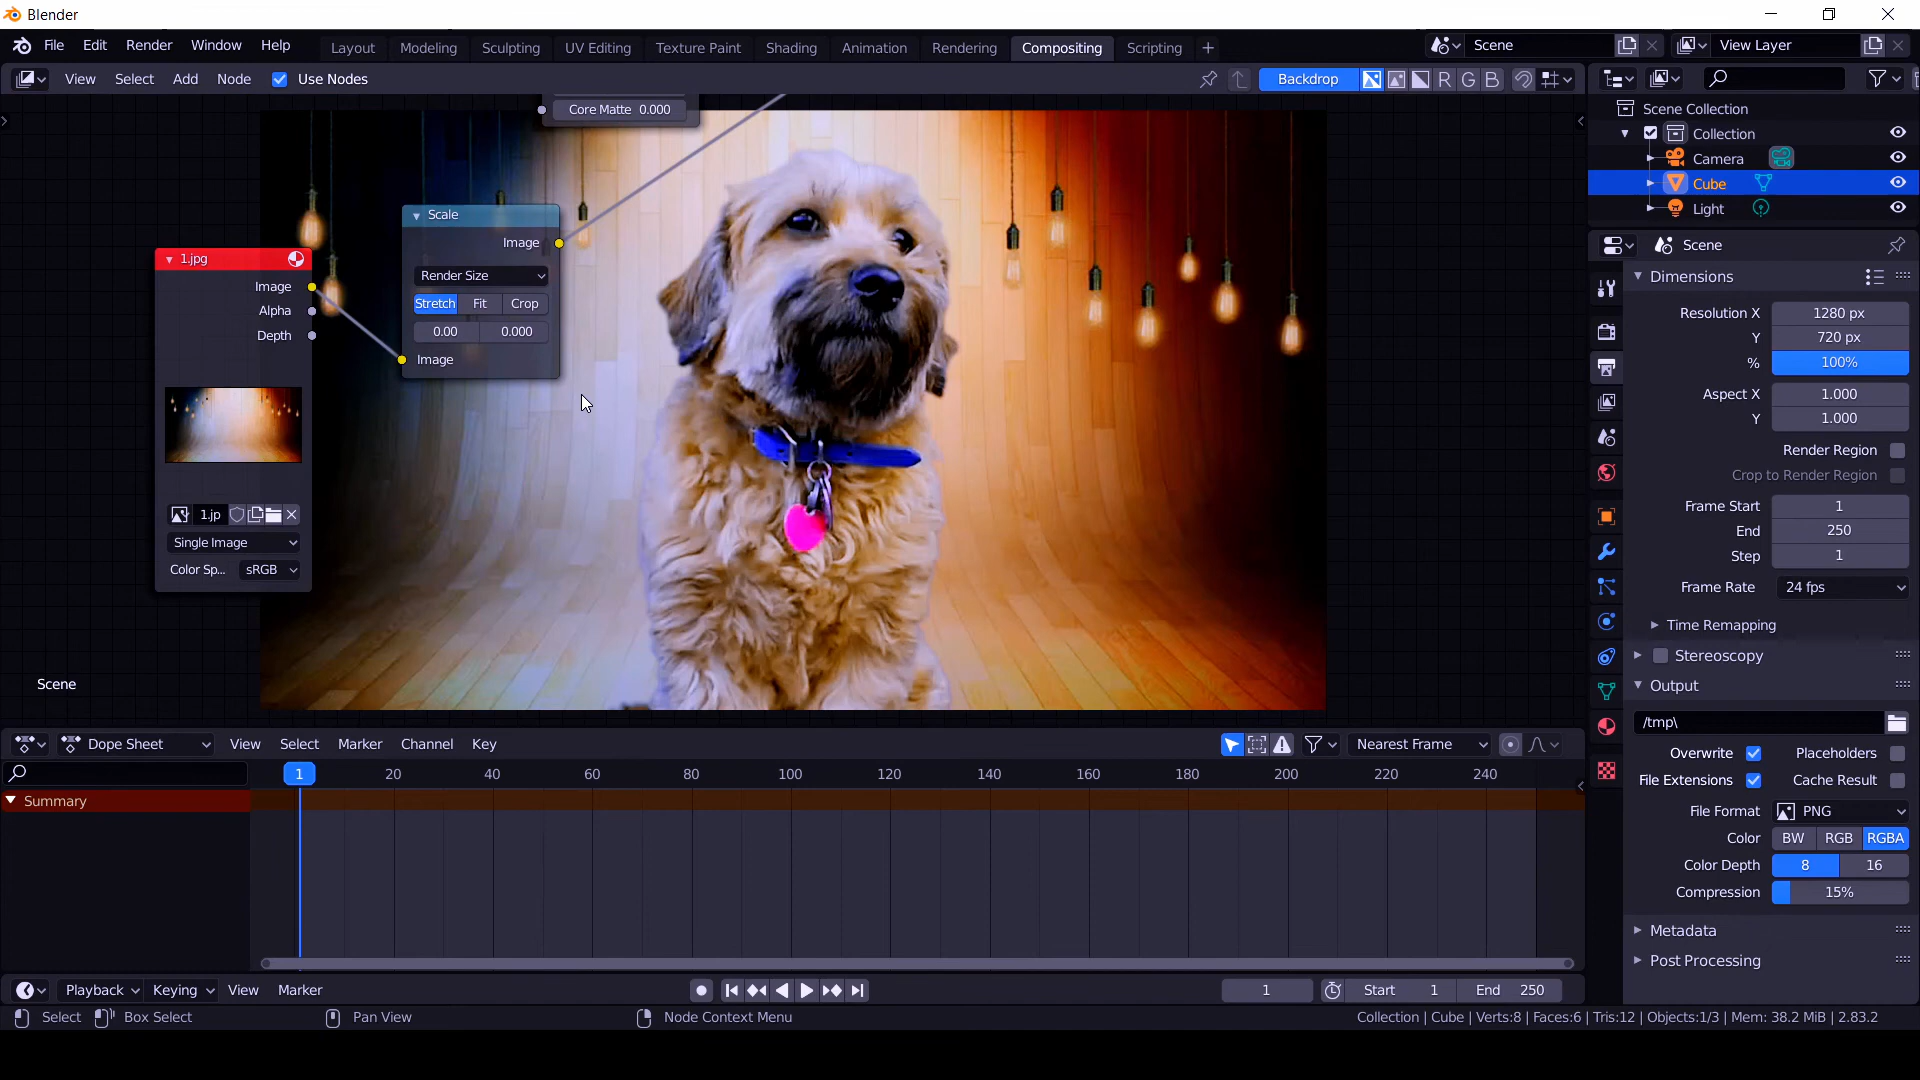 Blender
File Edit Render Window Help Layout Modeling Sculpting UV Editing Texture Paint Shading Animation Rendering Compositing Scripting + Scene View Layer
View Select Add Node Use Nodes Backdrop R G B
Core Matte 0.000
Scale
Image
Render Size
Stretch Fit Crop
0.00 0.000
Image
1.jpg
Image
Alpha
Depth
1.jp
Single Image
Color Sp... sRGB
Scene
Scene Collection
Collection
Camera
Cube
Light
Scene
Dimensions
Resolution X 1280 px
Y 720 px
% 100%
Aspect X 1.000
Y 1.000
Render Region
Crop to Render Region
Frame Start 1
End 250
Step 1
Frame Rate 24 fps
Time Remapping
Stereoscopy
Output
/tmp\
Overwrite Placeholders
File Extensions Cache Result
File Format PNG
Color BW RGB RGBA
Color Depth 8 16
Compression 15%
Metadata
Post Processing
Dope Sheet View Select Marker Channel Key Nearest Frame
1 20 40 60 80 100 120 140 160 180 200 220 240
Summary
Playback Keying View Marker 1 Start 1 End 250
Select Box Select Pan View Node Context Menu Collection | Cube | Verts:8 | Faces:6 | Tris:12 | Objects:1/3 | Mem: 38.2 MiB | 2.83.2